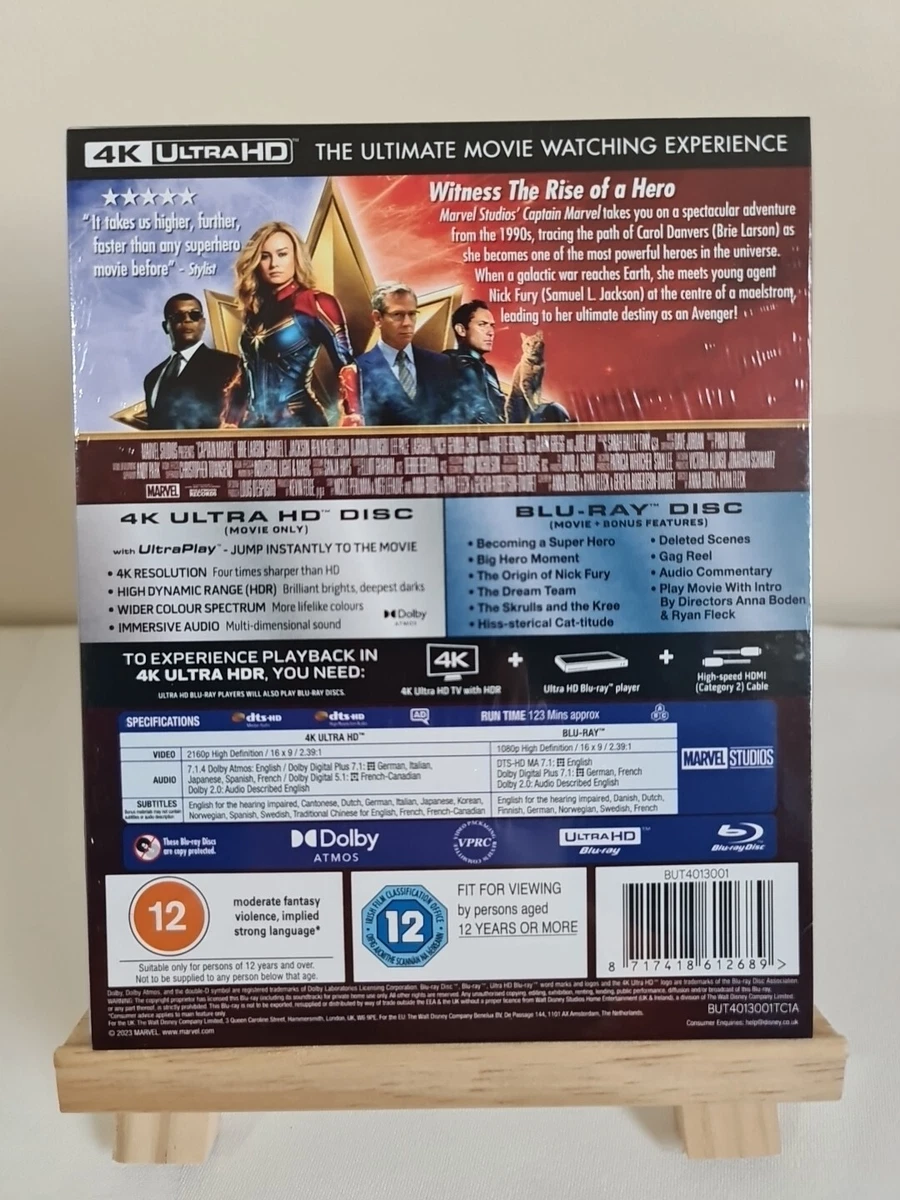 4K ULTRA HD™ THE ULTIMATE MOVIE WATCHING EXPERIENCE
"It takes us higher, further,
faster than any superhero
movie before" - Stylist
Witness The Rise of a Hero
Marvel Studios' Captain Marvel takes you on a spectacular adventure
from the 1990s, tracing the path of Carol Danvers (Brie Larson) as
she becomes one of the most powerful heroes in the universe.
When a galactic war reaches Earth, she meets young agent
Nick Fury (Samuel L. Jackson) at the centre of a maelstrom,
leading to her ultimate destiny as an Avenger!
MARVEL
4K ULTRA HD™ DISC
(MOVIE ONLY)
with UltraPlay™ - JUMP INSTANTLY TO THE MOVIE
• 4K RESOLUTION Four times sharper than HD
• HIGH DYNAMIC RANGE (HDR) Brilliant brights, deepest darks
• WIDER COLOUR SPECTRUM More lifelike colours
• IMMERSIVE AUDIO Multi-dimensional sound
Dolby
ATMOS
BLU-RAY™ DISC
(MOVIE + BONUS FEATURES)
• Becoming a Super Hero
• Big Hero Moment
• The Origin of Nick Fury
• The Dream Team
• The Skrulls and the Kree
• Hiss-sterical Cat-titude
• Deleted Scenes
• Gag Reel
• Audio Commentary
• Play Movie With Intro
By Directors Anna Boden
& Ryan Fleck
TO EXPERIENCE PLAYBACK IN
4K ULTRA HDR, YOU NEED:
ULTRA HD BLU-RAY PLAYERS WILL ALSO PLAY BLU-RAY DISCS.
4K
4K Ultra HD TV with HDR
+
Ultra HD Blu-ray™ player
+
High-speed HDMI
(Category 2) Cable
SPECIFICATIONS dts-HD dts-HD AD RUN TIME 123 Mins approx
4K ULTRA HD™ BLU-RAY™
VIDEO 2160p High Definition / 16 x 9 / 2.39:1 1080p High Definition / 16 x 9 / 2.39:1
AUDIO
7.1.4 Dolby Atmos: English / Dolby Digital Plus 7.1: German, Italian,
Japanese, Spanish, French / Dolby Digital 5.1: French-Canadian
Dolby 2.0: Audio Described English
DTS-HD MA 7.1: English
Dolby Digital Plus 7.1: German, French
Dolby 2.0: Audio Described English
SUBTITLES
English for the hearing impaired, Cantonese, Dutch, German, Italian, Japanese, Korean,
Norwegian, Spanish, Swedish, Traditional Chinese for English, French, French-Canadian
English for the hearing impaired, Danish, Dutch,
Finnish, German, Norwegian, Swedish, French
MARVEL STUDIOS
These Blu-ray Discs
are copy protected.
Dolby
ATMOS
VPRC
ULTRA HD
Blu-ray
Blu-ray Disc
12
moderate fantasy
violence, implied
strong language*
Suitable only for persons of 12 years and over.
Not to be supplied to any person below that age.
IRISH FILM CLASSIFICATION OFFICE
12
FIT FOR VIEWING
by persons aged
12 YEARS OR MORE
BUT4013001
8 717418 612689 >
BUT4013001TC1A
*Consumer advice applies to main feature only.
Consumer Enquiries: help@disney.co.uk
© 2023 MARVEL. www.marvel.com